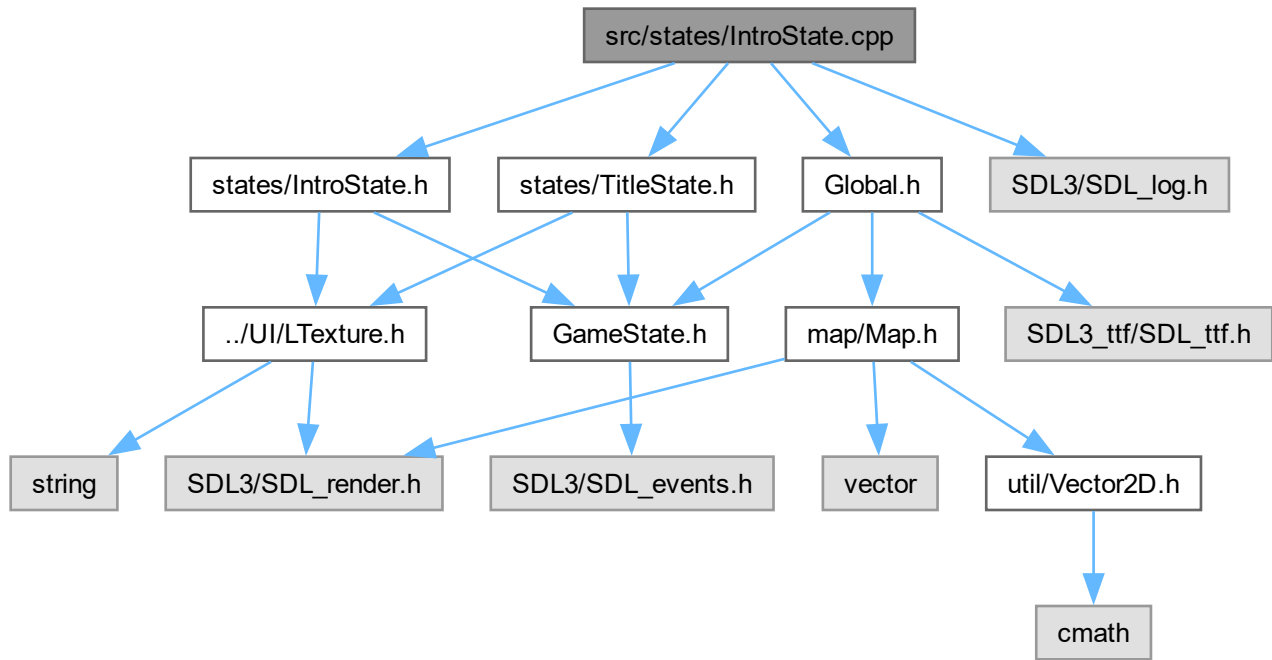 src/states/IntroState.cpp
states/IntroState.h
states/TitleState.h
Global.h
SDL3/SDL_log.h
../UI/LTexture.h
GameState.h
map/Map.h
SDL3_ttf/SDL_ttf.h
string
SDL3/SDL_render.h
SDL3/SDL_events.h
vector
util/Vector2D.h
cmath